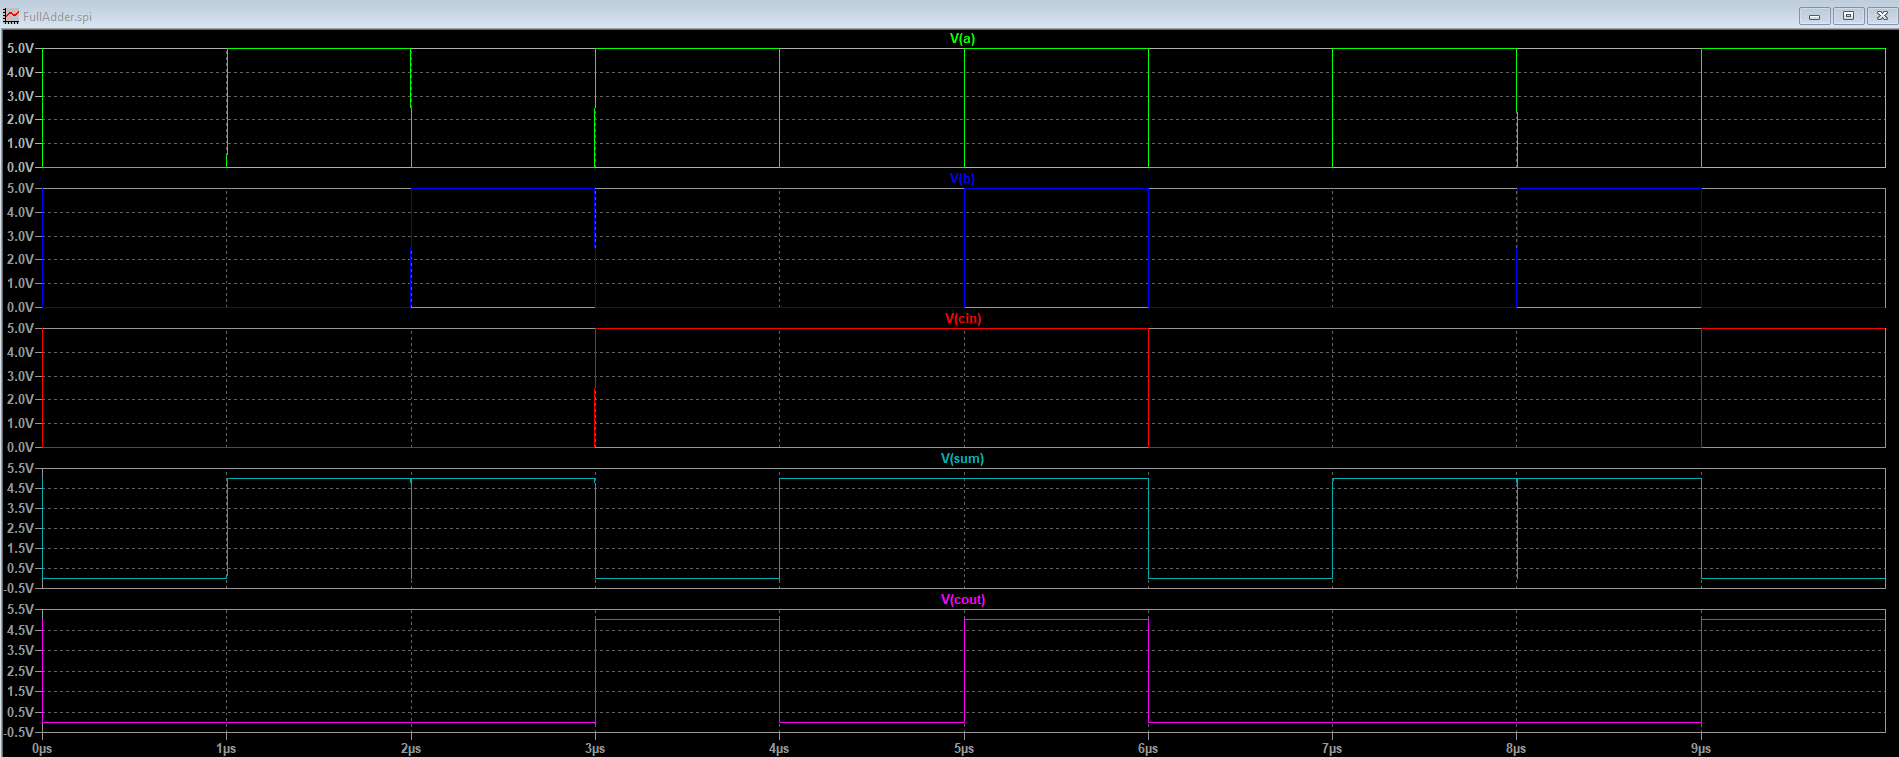 FullAdder.spi
V(a)
5.0V
4.0V
3.0V
2.0V
1.0V
0.0V
V(b)
5.0V
4.0V
3.0V
2.0V
1.0V
0.0V
V(cin)
5.0V
4.0V
3.0V
2.0V
1.0V
0.0V
V(sum)
5.5V
4.5V
3.5V
2.5V
1.5V
0.5V
-0.5V
V(cout)
5.5V
4.5V
3.5V
2.5V
1.5V
0.5V
-0.5V
0µs 1µs 2µs 3µs 4µs 5µs 6µs 7µs 8µs 9µs